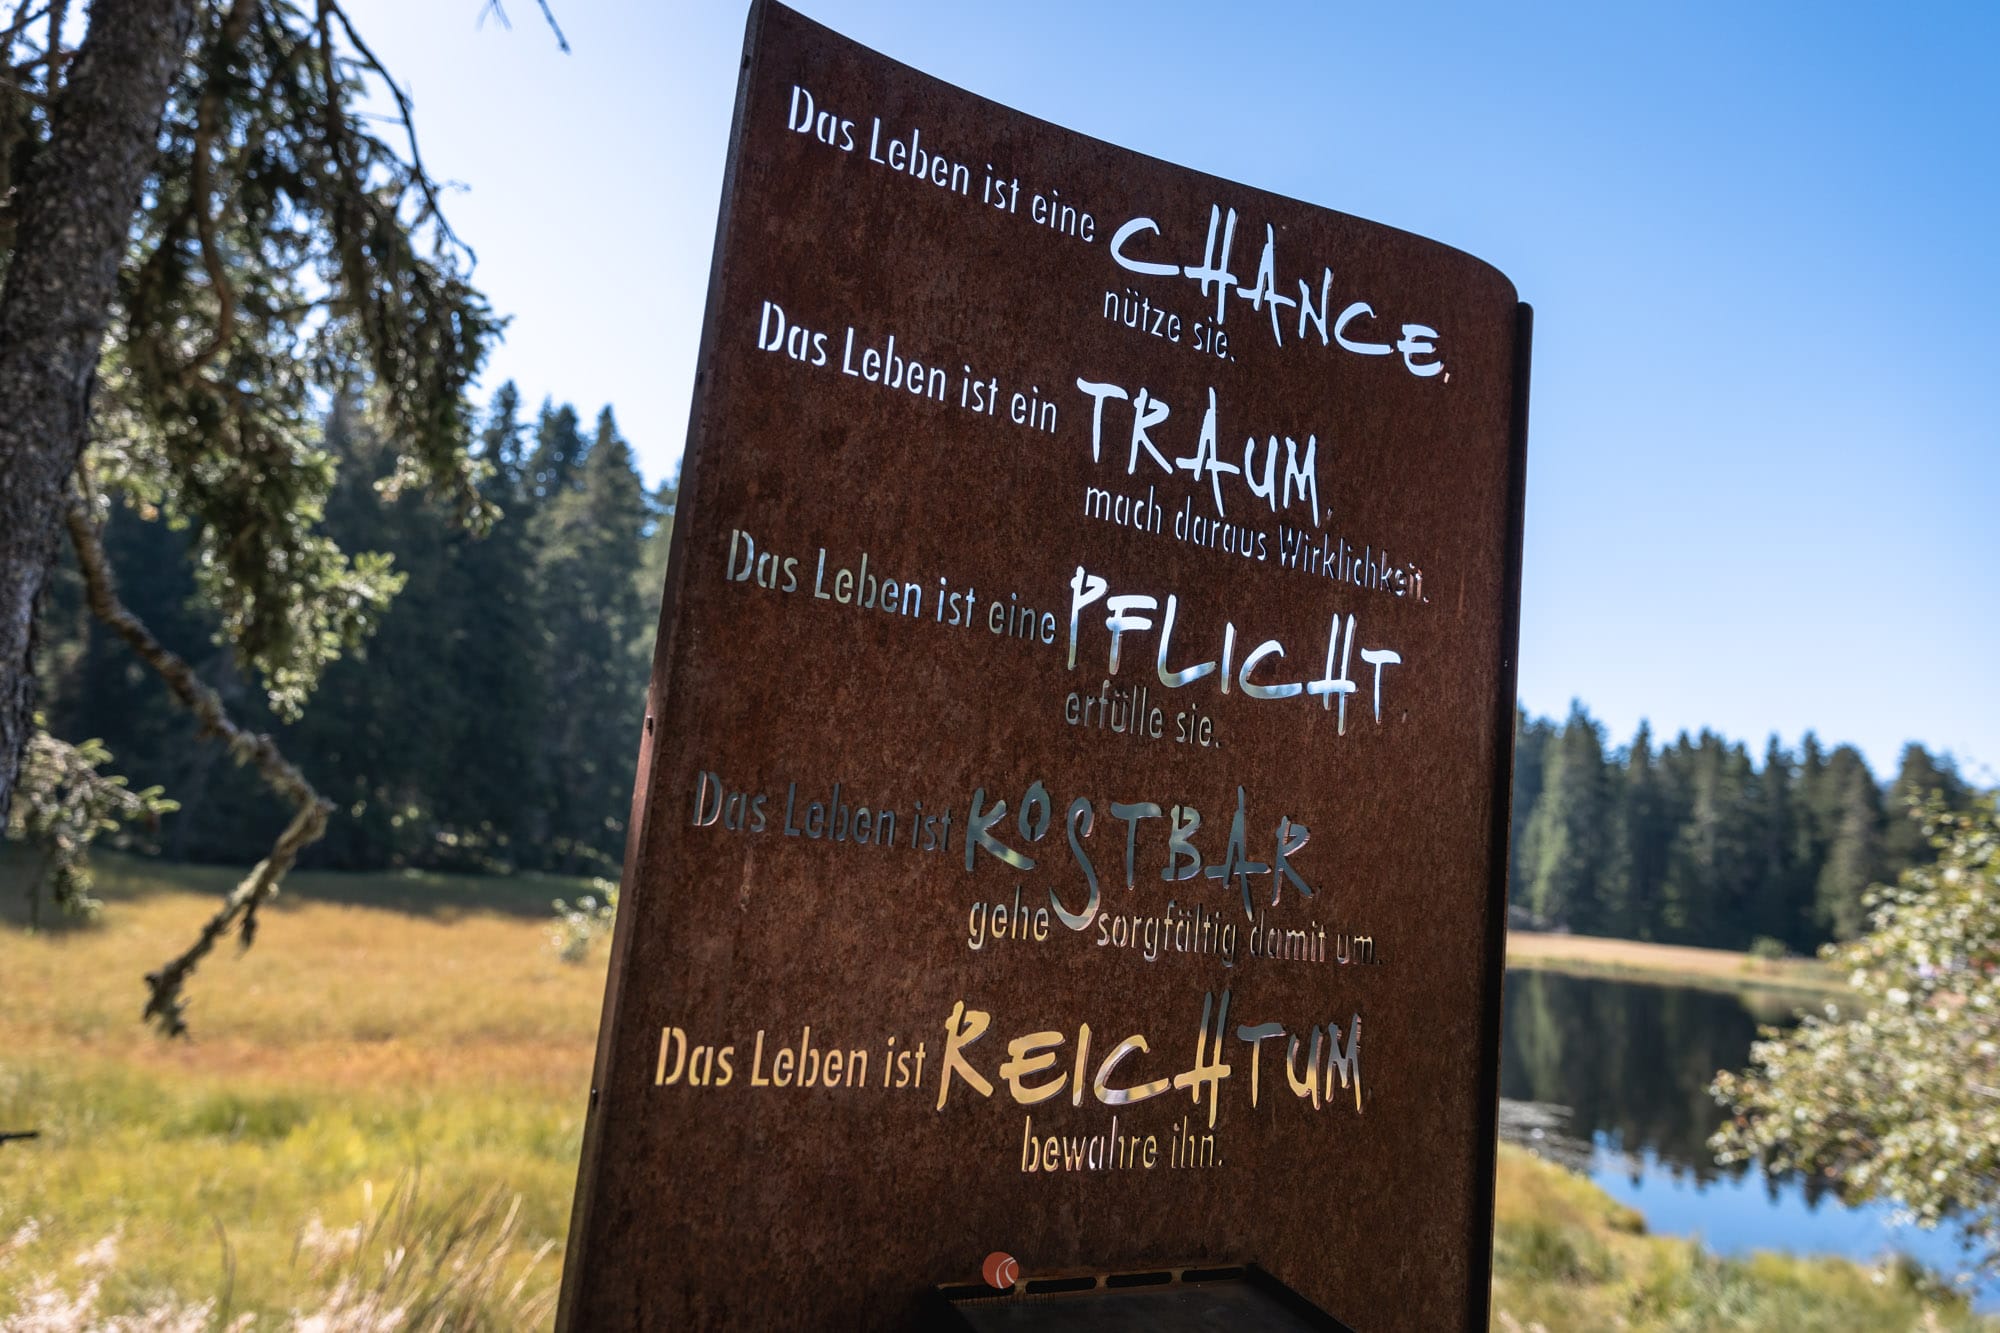 Das Leben ist eine CHANCE,
nütze sie.
Das Leben ist ein TRAUM,
mach daraus Wirklichkeit.
Das Leben ist eine PFLICHT,
erfülle sie.
Das Leben ist KOSTBAR,
gehe sorgfältig damit um.
Das Leben ist REICHTUM,
bewahre ihn.